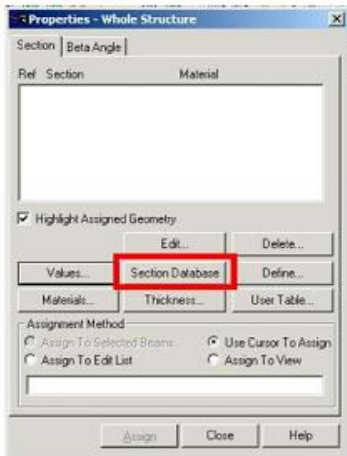 Properties - Whole Structure
Section Beta Angle
Ref Section Material
Highlight Assigned Geometry
Edit... Delete...
Values... Section Database Define...
Materials... Thickness... User Table...
Assignment Method
Assign To Selected Beams Use Cursor To Assign
Assign To Edit List Assign To View
Assign Close Help